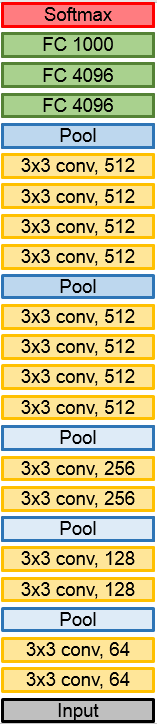 Softmax
FC 1000
FC 4096
FC 4096
Pool
3x3 conv, 512
3x3 conv, 512
3x3 conv, 512
3x3 conv, 512
Pool
3x3 conv, 512
3x3 conv, 512
3x3 conv, 512
3x3 conv, 512
Pool
3x3 conv, 256
3x3 conv, 256
Pool
3x3 conv, 128
3x3 conv, 128
Pool
3x3 conv, 64
3x3 conv, 64
Input